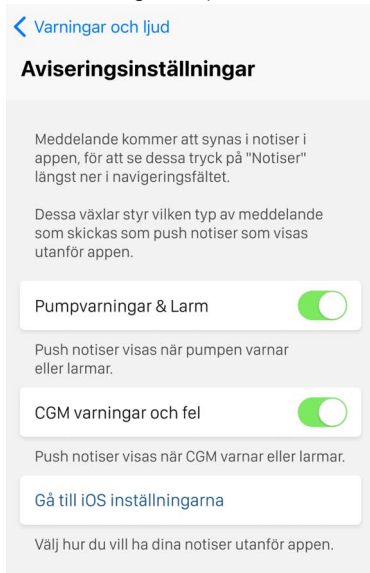 Varningar och ljud
Aviseringsinställningar
Meddelande kommer att synas i notiser i
appen, för att se dessa tryck på "Notiser"
längst ner i navigeringsfältet.
Dessa växlar styr vilken typ av meddelande
som skickas som push notiser som visas
utanför appen.
Pumpvarningar & Larm
Push notiser visas när pumpen varnar
eller larmar.
CGM varningar och fel
Push notiser visas när CGM varnar eller larmar.
Gå till iOS inställningarna
Välj hur du vill ha dina notiser utanför appen.